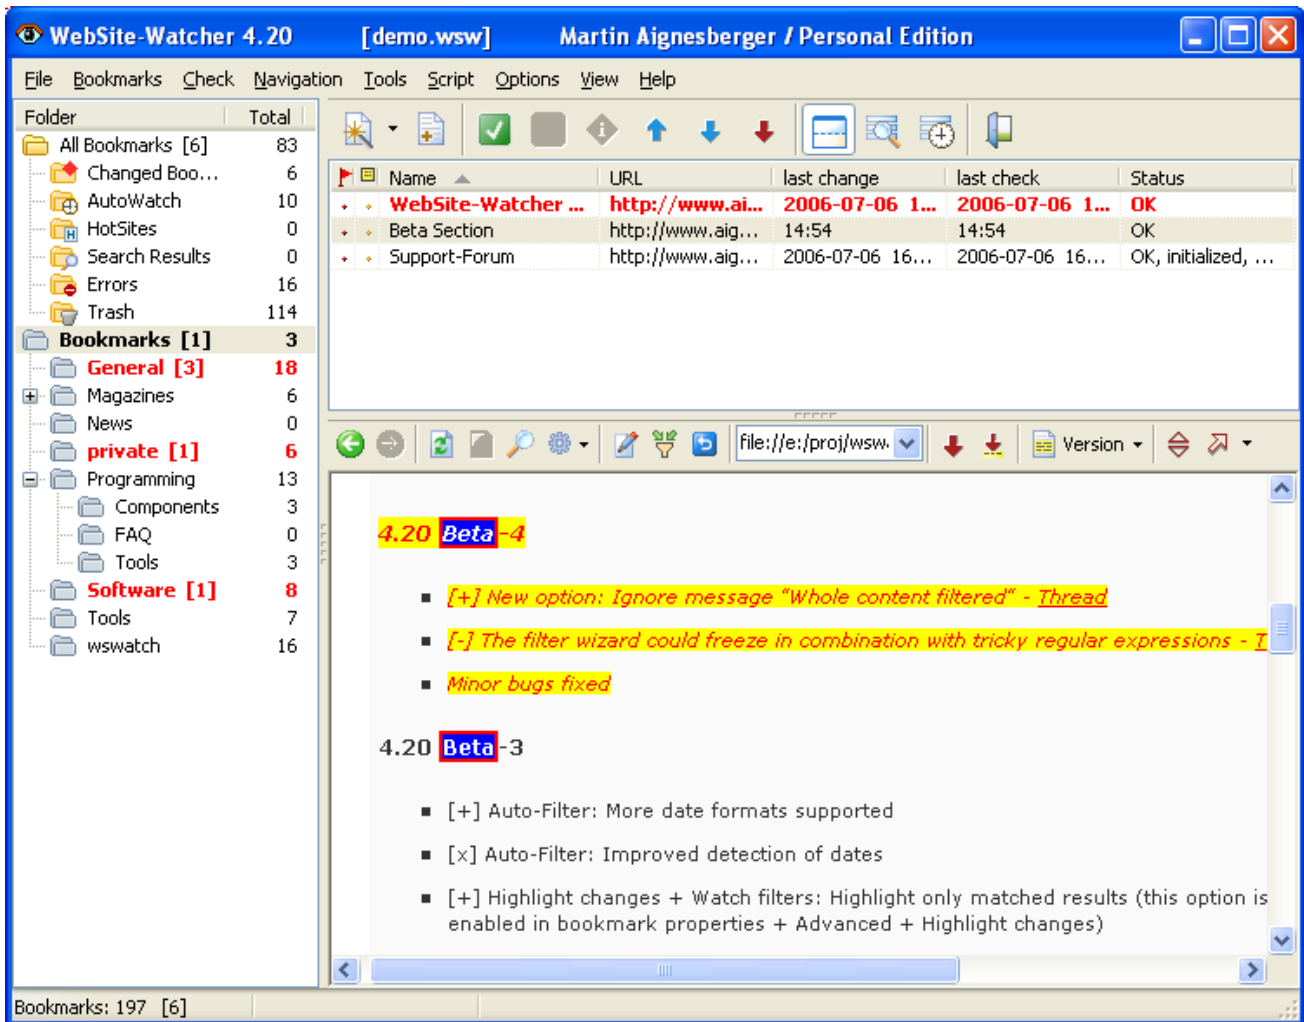 WebSite-Watcher 4.20 [demo.wsw] Martin Aignesberger / Personal Edition
File Bookmarks Check Navigation Tools Script Options View Help
Folder Total
All Bookmarks [6] 83
Changed Boo... 6
AutoWatch 10
HotSites 0
Search Results 0
Errors 16
Trash 114
Bookmarks [1] 3
General [3] 18
Magazines 6
News 0
private [1] 6
Programming 13
Components 3
FAQ 0
Tools 3
Software [1] 8
Tools 7
wswatch 16
Name URL last change last check Status
WebSite-Watcher ... http://www.ai... 2006-07-06 1... 2006-07-06 1... OK
Beta Section http://www.aig... 14:54 14:54 OK
Support-Forum http://www.aig... 2006-07-06 16... 2006-07-06 16... OK, initialized, ...
file://e:/proj/wsw. Version
4.20 Beta-4
[+] New option: Ignore message "Whole content filtered" - Thread
[-] The filter wizard could freeze in combination with tricky regular expressions - T
Minor bugs fixed
4.20 Beta-3
[+] Auto-Filter: More date formats supported
[x] Auto-Filter: Improved detection of dates
[+] Highlight changes + Watch filters: Highlight only matched results (this option is
enabled in bookmark properties + Advanced + Highlight changes)
Bookmarks: 197 [6]